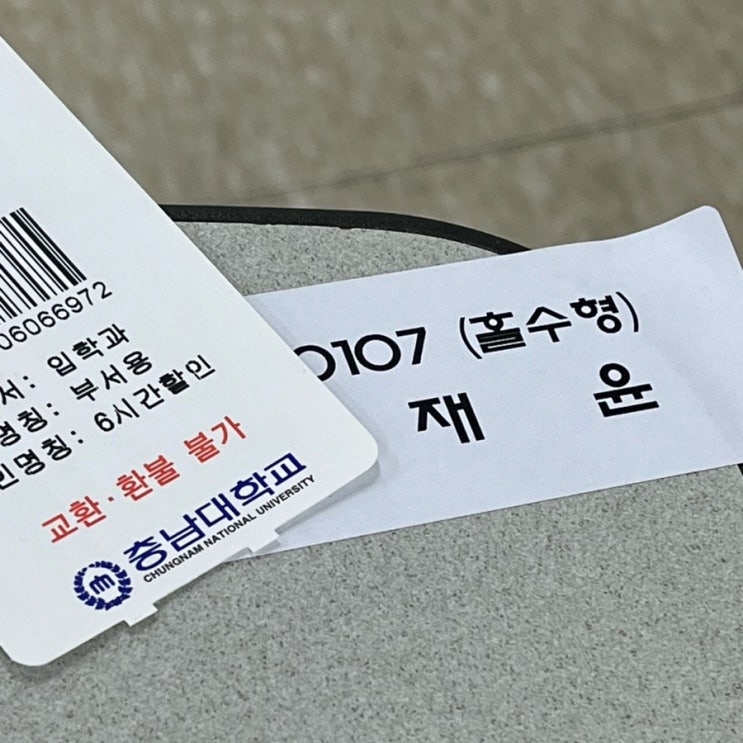 06066972
서: 입학과
명칭: 부서용
인명칭: 6시간할인
교환·환불 불가
충남대학교
CHUNGNAM NATIONAL UNIVERSITY
0107 (홀수형)
재 윤